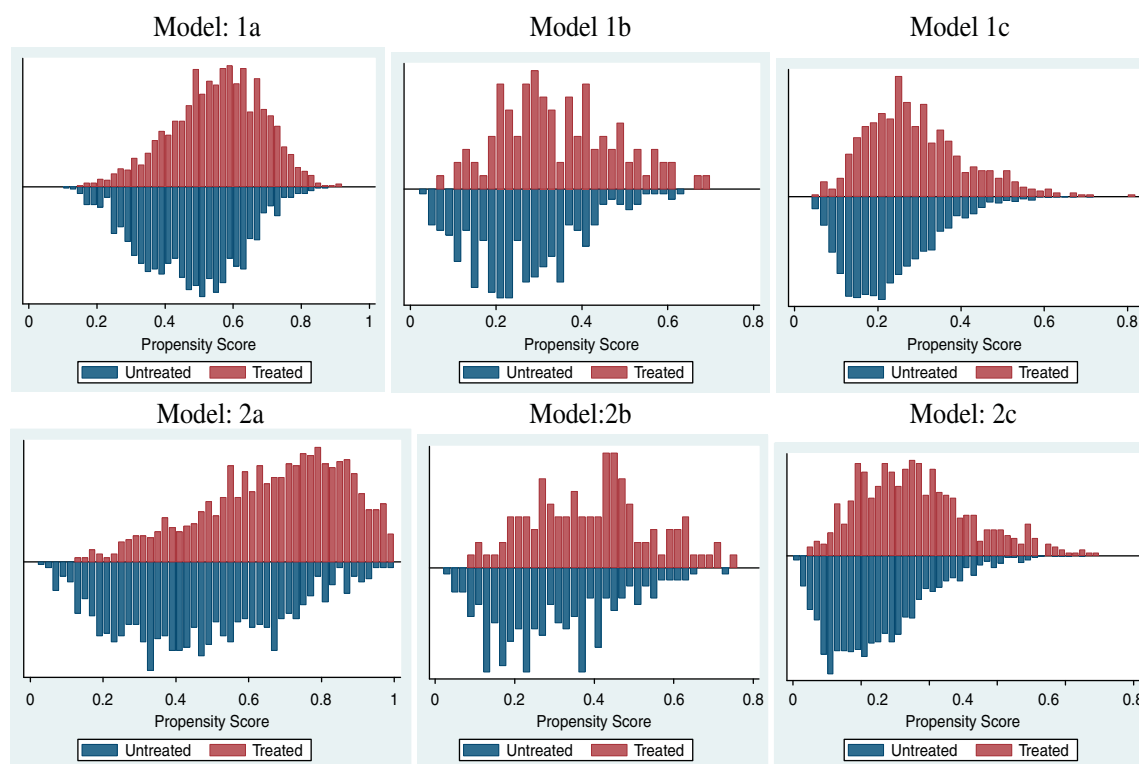 Model: 1a
Model 1b
Model 1c
0 0.2 0.4 0.6 0.8 1
Propensity Score
Untreated Treated
0 0.2 0.4 0.6 0.8
Propensity Score
Untreated Treated
0 0.2 0.4 0.6 0.8
Propensity Score
Untreated Treated
Model: 2a
Model:2b
Model: 2c
0 0.2 0.4 0.6 0.8 1
Propensity Score
Untreated Treated
0 0.2 0.4 0.6 0.8
Propensity Score
Untreated Treated
0 0.2 0.4 0.6 0.8
Propensity Score
Untreated Treated